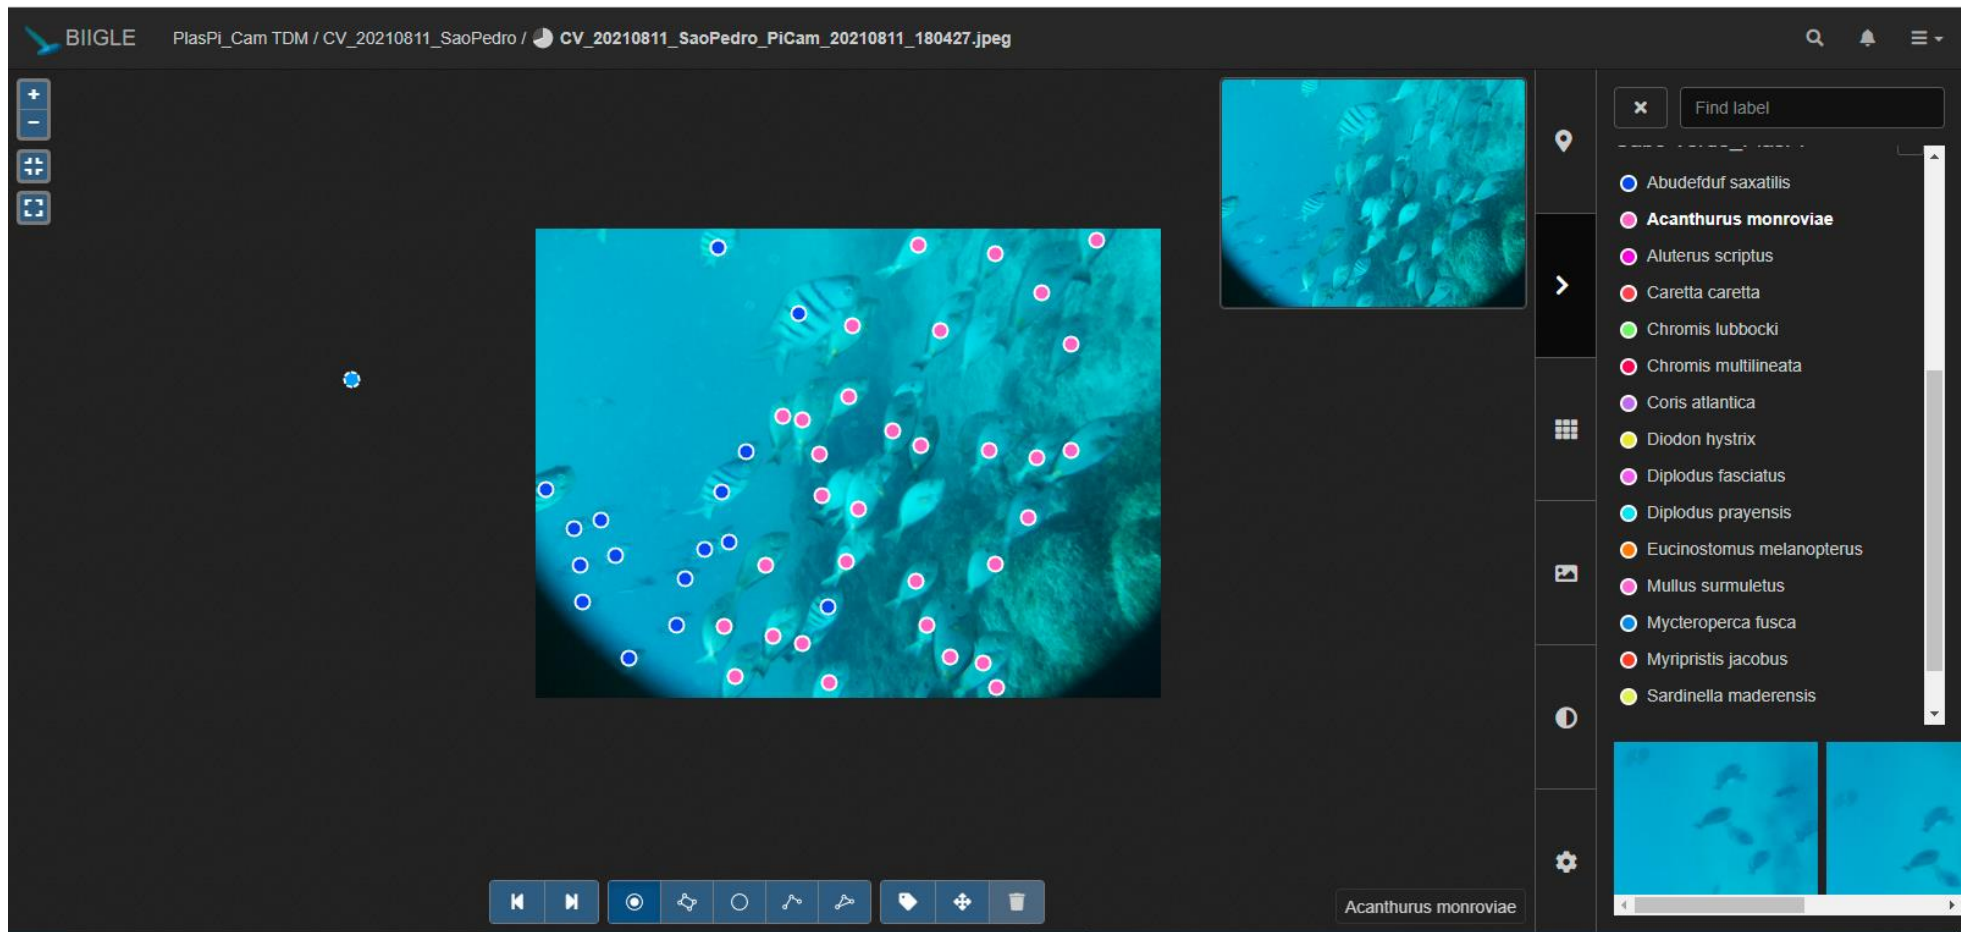 BIIGLE PlasPi_Cam TDM / CV_20210811_SaoPedro / CV_20210811_SaoPedro_PiCam_20210811_180427.jpeg
Find label
Abudefduf saxatilis
Acanthurus monroviae
Aluterus scriptus
Caretta caretta
Chromis lubbocki
Chromis multilineata
Coris atlantica
Diodon hystrix
Diplodus fasciatus
Diplodus prayensis
Eucinostomus melanopterus
Mullus surmuletus
Mycteroperca fusca
Myripristis jacobus
Sardinella maderensis
Acanthurus monroviae